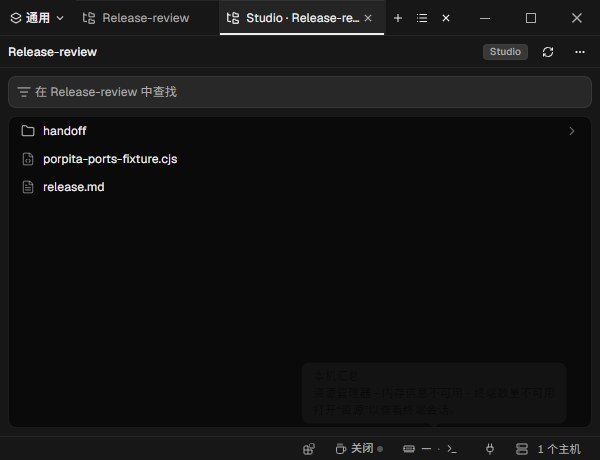 通用
Release-review
Studio · Release-re...
Release-review
Studio
在 Release-review 中查找
handoff
porpita-ports-fixture.cjs
release.md
关闭
1 个主机